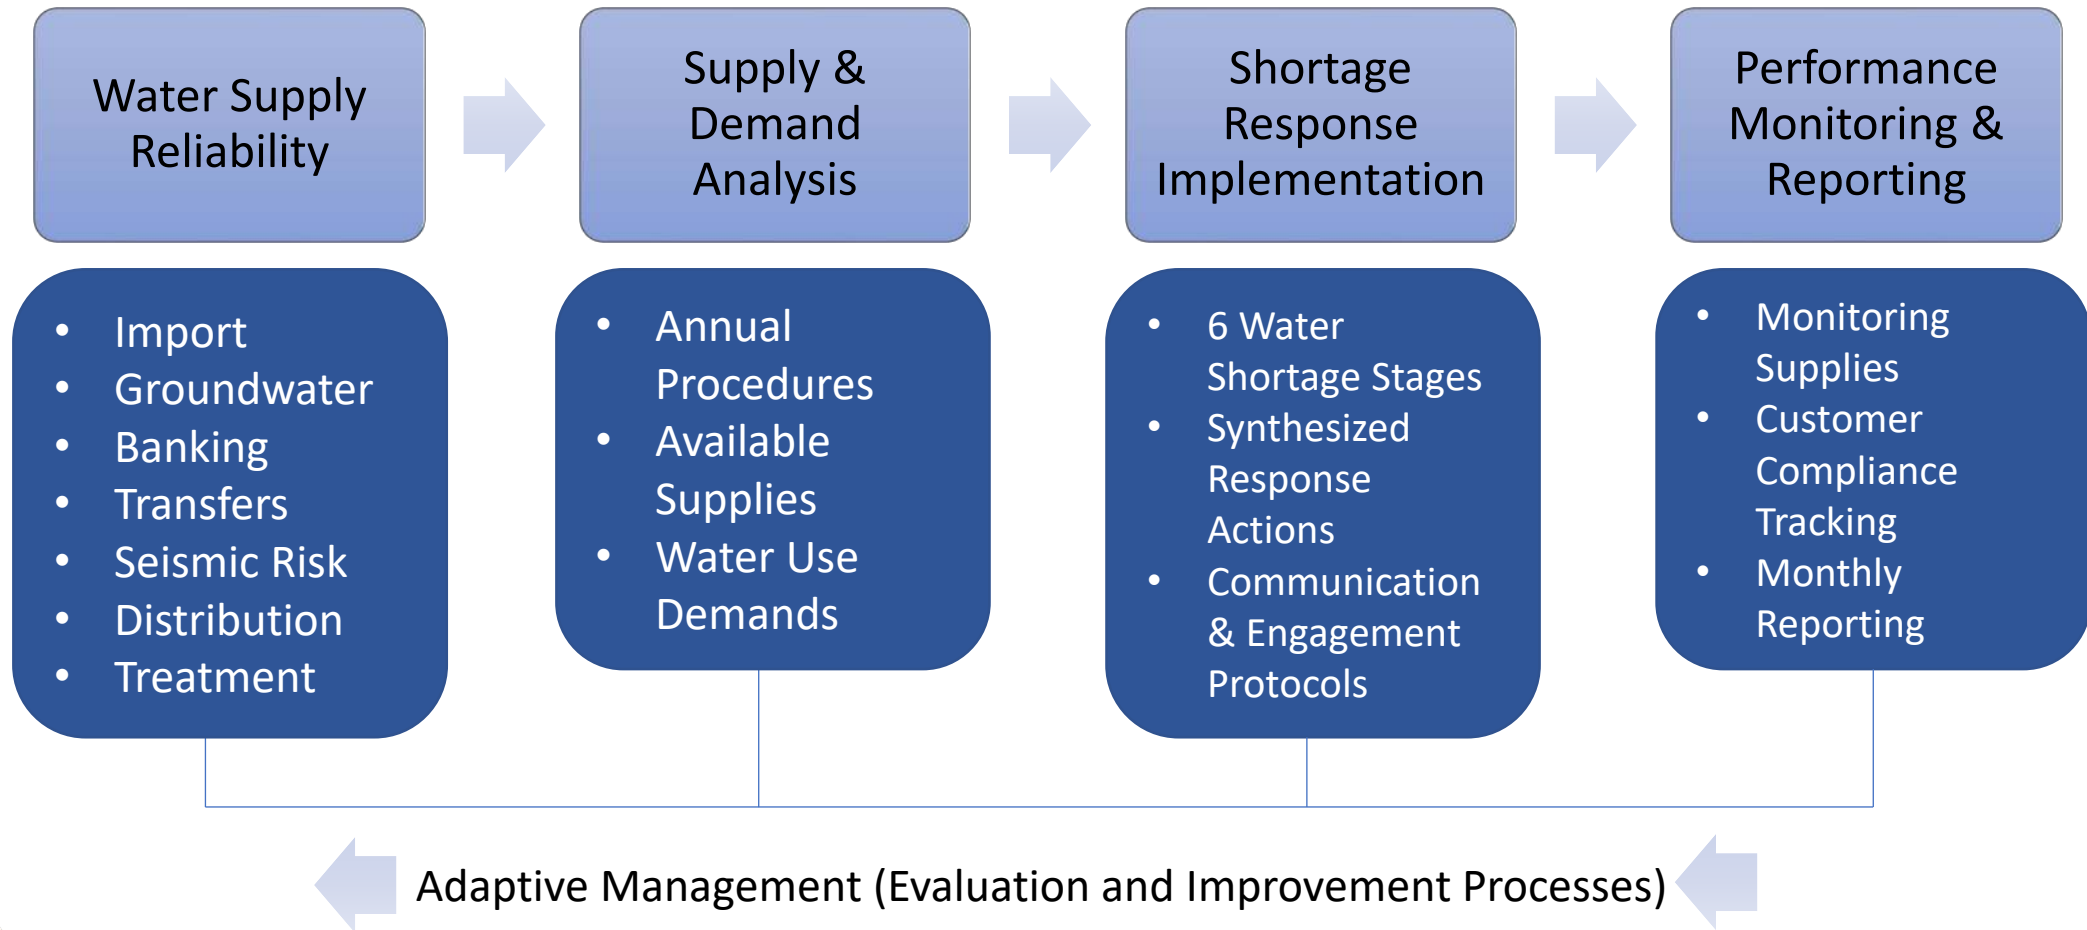 Water Supply
Reliability
Supply &
Demand
Analysis
Shortage
Response
Implementation
Performance
Monitoring &
Reporting
• Import
• Groundwater
• Banking
• Transfers
• Seismic Risk
• Distribution
• Treatment
• Annual
Procedures
• Available
Supplies
• Water Use
Demands
• 6 Water
Shortage Stages
• Synthesized
Response
Actions
• Communication
& Engagement
Protocols
• Monitoring
Supplies
• Customer
Compliance
Tracking
• Monthly
Reporting
Adaptive Management (Evaluation and Improvement Processes)